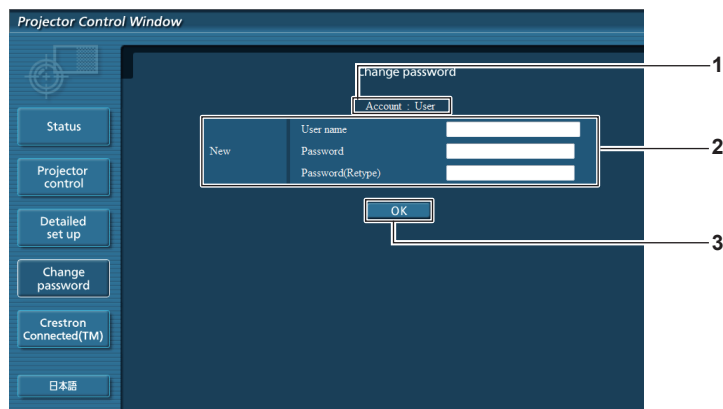 Projector Control Window
Change password
1
Account : User
Status
User name
New
Password
2
Password(Retype)
Projector
control
OK
Detailed
set up
3
Change
password
Crestron
Connected(TM)
日本語